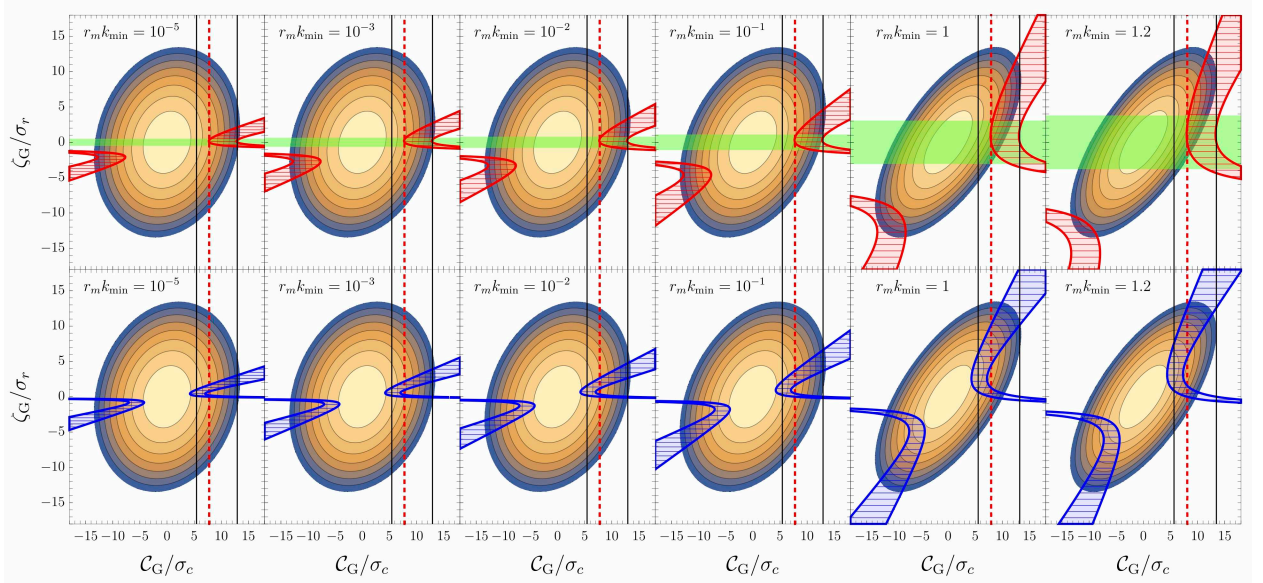 r_m k_min = 10^−5
r_m k_min = 10^−3
r_m k_min = 10^−2
r_m k_min = 10^−1
r_m k_min = 1
r_m k_min = 1.2
15
10
5
0
−5
−10
−15
ζ_G/σ_r
r_m k_min = 10^−5
r_m k_min = 10^−3
r_m k_min = 10^−2
r_m k_min = 10^−1
r_m k_min = 1
r_m k_min = 1.2
15
10
5
0
−5
−10
−15
ζ_G/σ_r
−15 −10 −5 0 5 10 15
−15 −10 −5 0 5 10 15
−15 −10 −5 0 5 10 15
−15 −10 −5 0 5 10 15
−15 −10 −5 0 5 10 15
−15 −10 −5 0 5 10 15
𝒞_G/σ_c
𝒞_G/σ_c
𝒞_G/σ_c
𝒞_G/σ_c
𝒞_G/σ_c
𝒞_G/σ_c